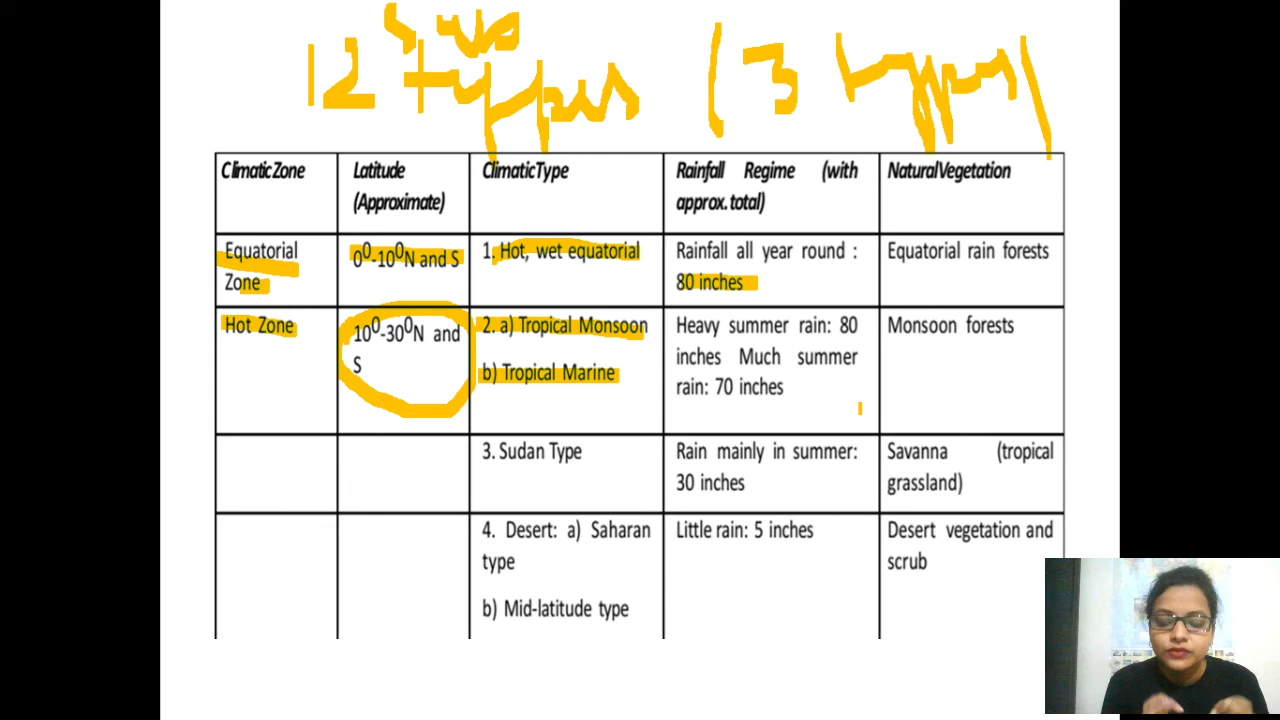 12 sub
types (3 types)
Climatic Zone
Latitude
(Approximate)
Climatic Type
Rainfall Regime (with
approx. total)
Natural Vegetation
Equatorial
Zone
0⁰-10⁰N and S
1. Hot, wet equatorial
Rainfall all year round :
80 inches
Equatorial rain forests
Hot Zone
10⁰-30⁰N and
S
2. a) Tropical Monsoon
b) Tropical Marine
Heavy summer rain: 80
inches Much summer
rain: 70 inches
Monsoon forests
3. Sudan Type
Rain mainly in summer:
30 inches
Savanna (tropical
grassland)
4. Desert: a) Saharan
type
b) Mid-latitude type
Little rain: 5 inches
Desert vegetation and
scrub